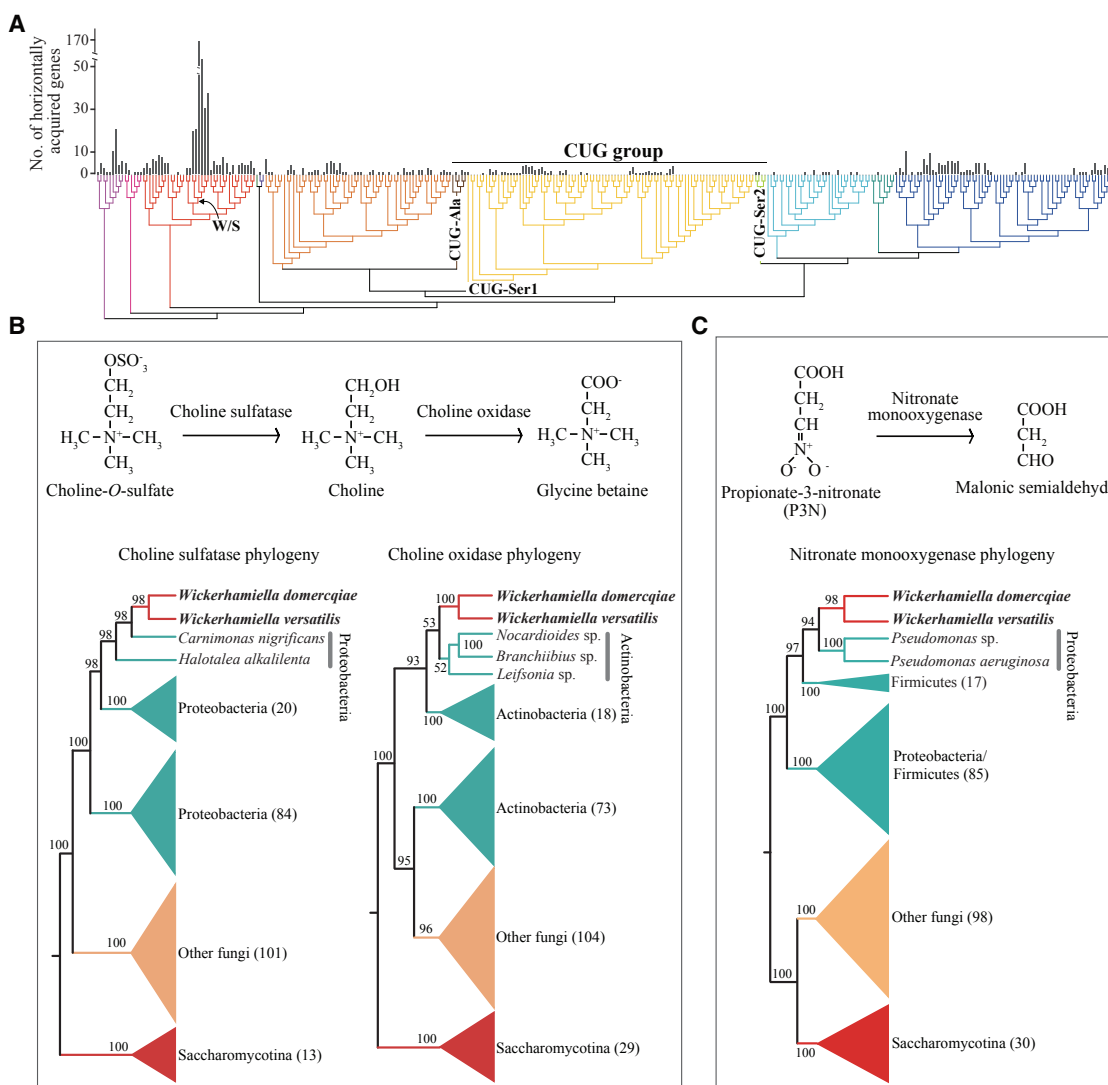 A
No. of horizontally
acquired genes
170
50
30
10
0
W/S
CUG group
CUG-Ala
CUG-Ser1
CUG-Ser2
B
OSO⁻₃
CH₂
CH₂
H₃C–N⁺–CH₃
CH₃
Choline-O-sulfate
Choline sulfatase
CH₂OH
CH₂
H₃C–N⁺–CH₃
CH₃
Choline
Choline oxidase
COO⁻
CH₂
H₃C–N⁺–CH₃
CH₃
Glycine betaine
Choline sulfatase phylogeny
98
98
98
98
100
100
100
100
100
100
Wickerhamiella domercqiae
Wickerhamiella versatilis
Carnimonas nigrificans
Halotalea alkalilenta
Proteobacteria
Proteobacteria (20)
Proteobacteria (84)
Other fungi (101)
Saccharomycotina (13)
Choline oxidase phylogeny
100
53
100
52
93
100
100
100
95
96
100
Wickerhamiella domercqiae
Wickerhamiella versatilis
Nocardioides sp.
Branchiibius sp.
Leifsonia sp.
Actinobacteria
Actinobacteria (18)
Actinobacteria (73)
Other fungi (104)
Saccharomycotina (29)
C
COOH
CH₂
CH
N⁺
O⁻ O⁻
Propionate-3-nitronate
(P3N)
Nitronate
monooxygenase
COOH
CH₂
CHO
Malonic semialdehyd
Nitronate monooxygenase phylogeny
98
94
100
97
100
100
100
100
100
100
Wickerhamiella domercqiae
Wickerhamiella versatilis
Pseudomonas sp.
Pseudomonas aeruginosa
Proteobacteria
Firmicutes (17)
Proteobacteria/
Firmicutes (85)
Other fungi (98)
Saccharomycotina (30)